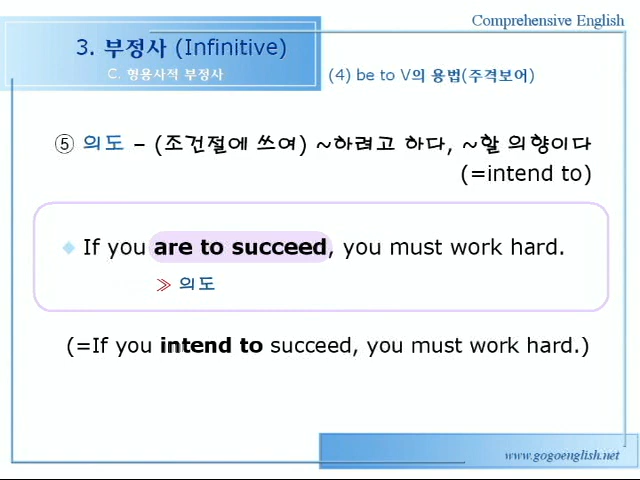 Comprehensive English
3. 부정사 (Infinitive)
C. 형용사적 부정사
(4) be to V의 용법(주격보어)
⑤ 의도 – (조건절에 쓰여) ~하려고 하다, ~할 의향이다
(=intend to)
◆ If you are to succeed, you must work hard.
≫ 의도
(=If you intend to succeed, you must work hard.)
www.gogoenglish.net